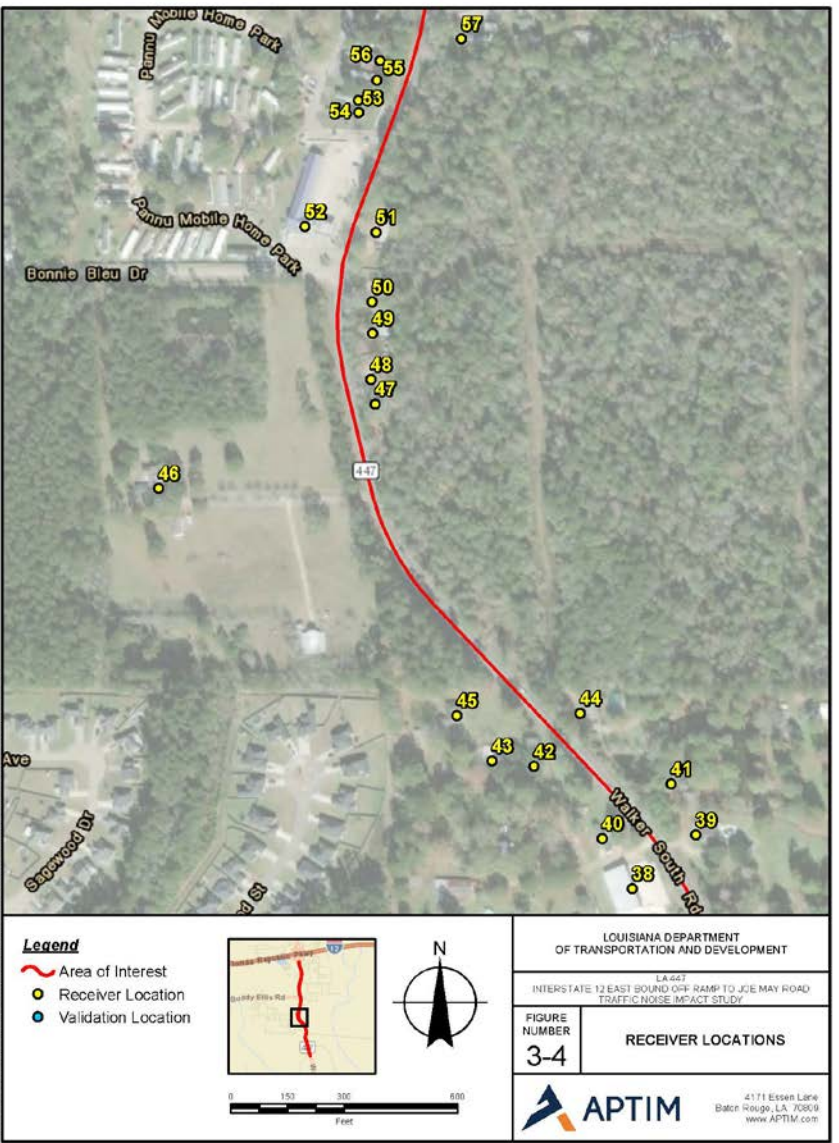 Pannu Mobile Home Park
57
56
55
53
54
52
51
Pannu Mobile Home Park
Bonnie Bleu Dr
50
49
48
47
447
46
45
44
43
42
41
40
39
38
Walker South Rd
Ave
Sagewood Dr
d St
Legend
Area of Interest
Receiver Location
Validation Location
12
N
0 150 300 600
Feet
LOUISIANA DEPARTMENT
OF TRANSPORTATION AND DEVELOPMENT
LA 447
INTERSTATE 12 EAST BOUND OFF RAMP TO JOE MAY ROAD
TRAFFIC NOISE IMPACT STUDY
FIGURE
NUMBER
3-4
RECEIVER LOCATIONS
APTIM
4171 Essen Lane
Baton Rouge, LA 70809
www.APTIM.com